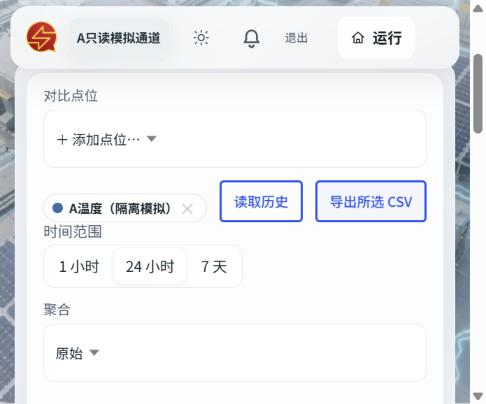 A只读模拟通道 退出 运行
对比点位
＋ 添加点位…
A温度（隔离模拟） 读取历史 导出所选 CSV
时间范围
1 小时 24 小时 7 天
聚合
原始